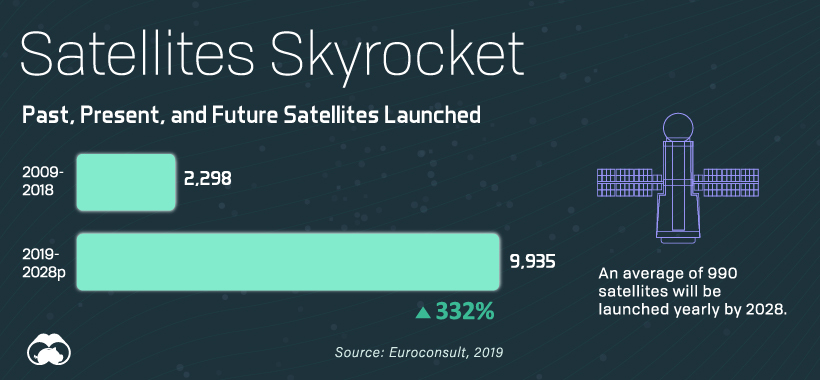 Satellites Skyrocket
Past, Present, and Future Satellites Launched
2009-
2018
2,298
2019-
2028p
9,935
▲ 332%
An average of 990
satellites will be
launched yearly by 2028.
Source: Euroconsult, 2019